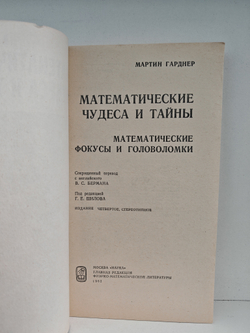 МАРТИН ГАРДНЕР
МАТЕМАТИЧЕСКИЕ
ЧУДЕСА И ТАЙНЫ
МАТЕМАТИЧЕСКИЕ
ФОКУСЫ И ГОЛОВОЛОМКИ
Сокращенный перевод
с английского
В. С. БЕРМАНА
Под редакцией
Г. Е. ШИЛОВА
ИЗДАНИЕ ЧЕТВЕРТОЕ, СТЕРЕОТИПНОЕ
МОСКВА «НАУКА»
ГЛАВНАЯ РЕДАКЦИЯ
ФИЗИКО-МАТЕМАТИЧЕСКОЙ ЛИТЕРАТУРЫ